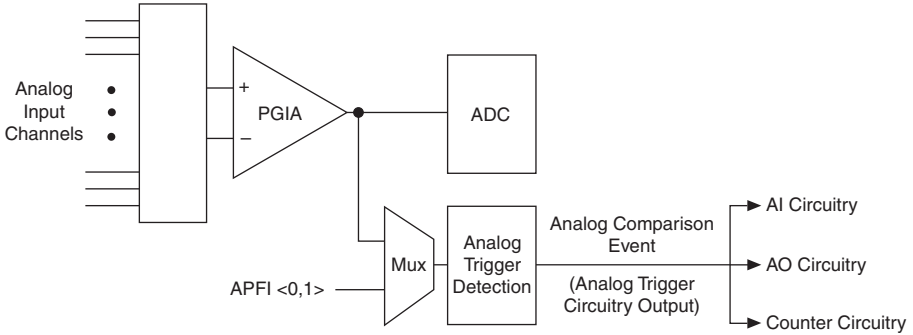 Analog
Input
Channels
+
PGIA
–
ADC
APFI <0,1>
Mux
Analog
Trigger
Detection
Analog Comparison
Event
(Analog Trigger
Circuitry Output)
AI Circuitry
AO Circuitry
Counter Circuitry